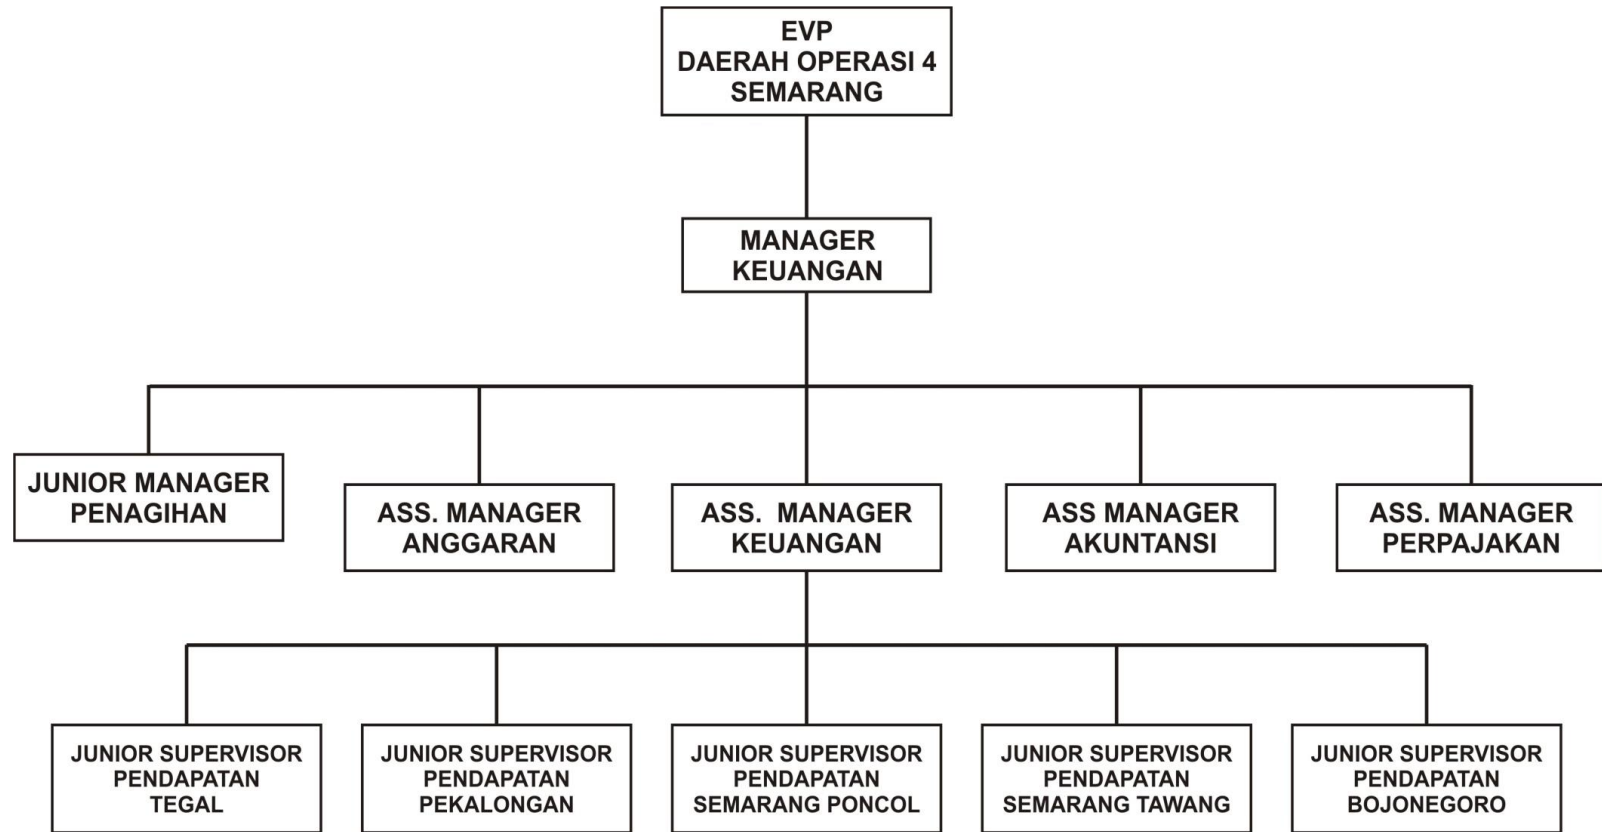 EVP
DAERAH OPERASI 4
SEMARANG
MANAGER
KEUANGAN
JUNIOR MANAGER
PENAGIHAN
ASS. MANAGER
ANGGARAN
ASS. MANAGER
KEUANGAN
ASS MANAGER
AKUNTANSI
ASS. MANAGER
PERPAJAKAN
JUNIOR SUPERVISOR
PENDAPATAN
TEGAL
JUNIOR SUPERVISOR
PENDAPATAN
PEKALONGAN
JUNIOR SUPERVISOR
PENDAPATAN
SEMARANG PONCOL
JUNIOR SUPERVISOR
PENDAPATAN
SEMARANG TAWANG
JUNIOR SUPERVISOR
PENDAPATAN
BOJONEGORO